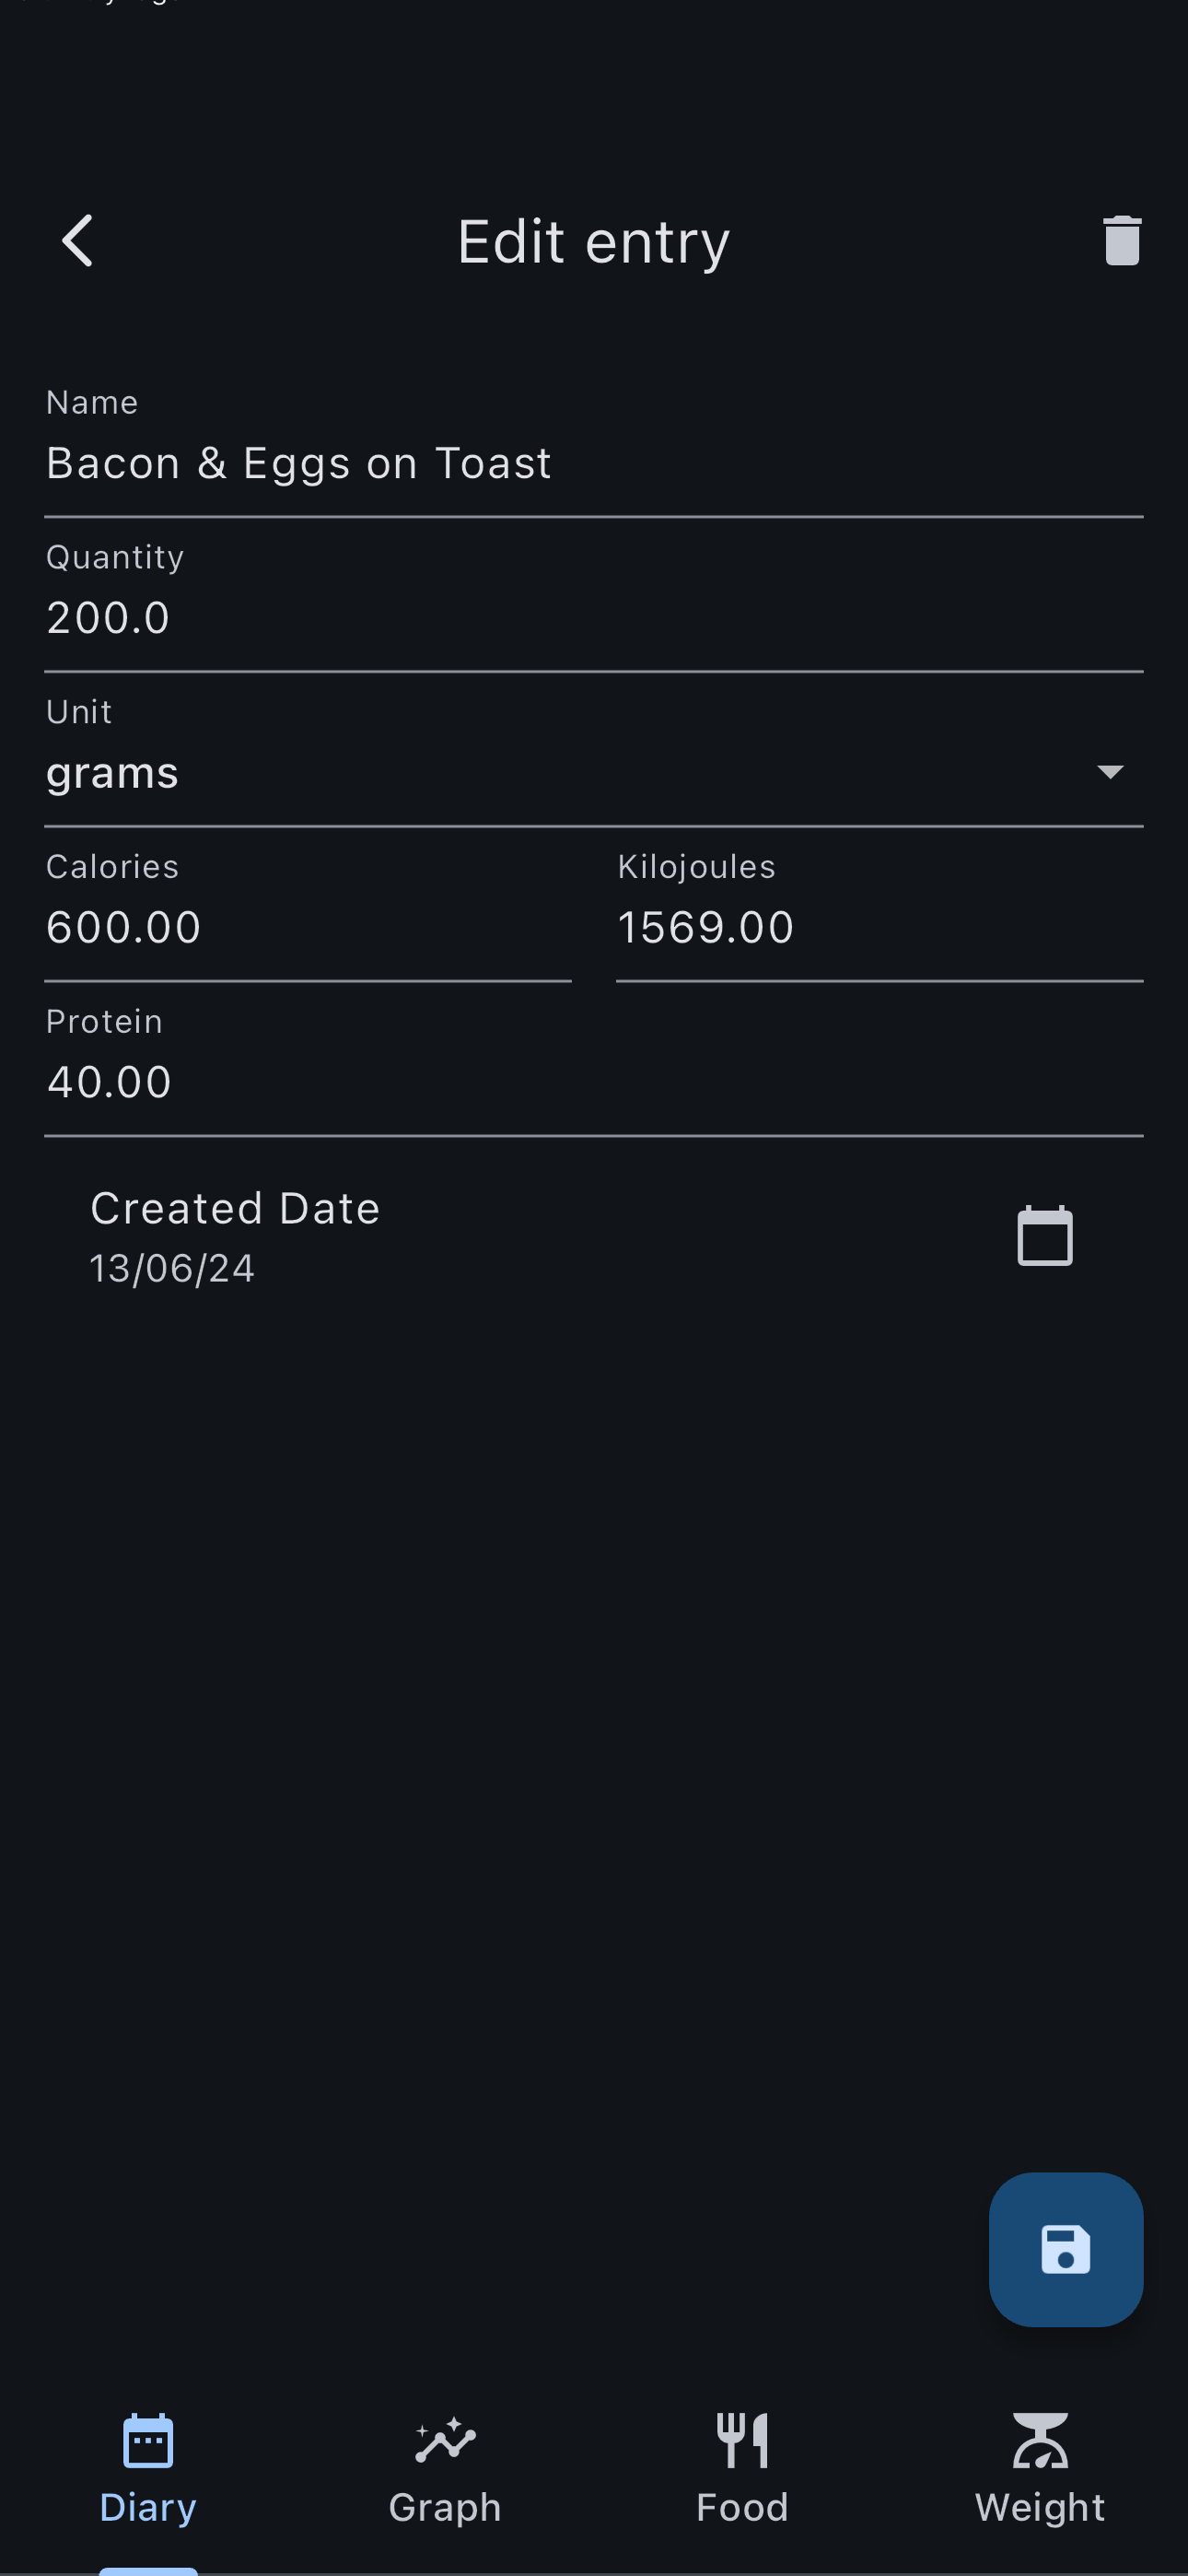 Edit entry
Name
Bacon & Eggs on Toast
Quantity
200.0
Unit
grams
Calories
Kilojoules
600.00
1569.00
Protein
40.00
Created Date
13/06/24
Diary
Graph
Food
Weight